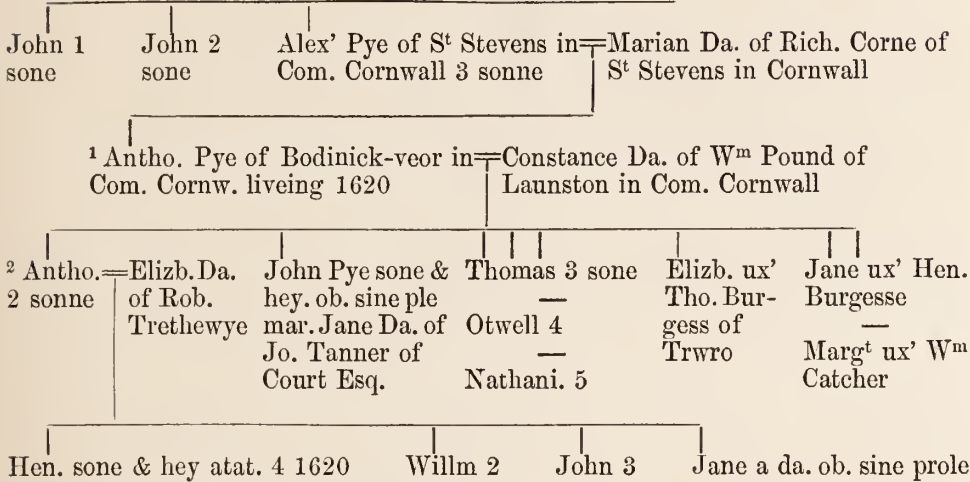 John 1
sone
John 2
sone
Alex' Pye of St Stevens in
Com. Cornwall 3 sonne
Marian Da. of Rich. Corne of
St Stevens in Cornwall
1 Antho. Pye of Bodinick-veor in
Com. Cornw. liveing 1620
Constance Da. of Wm Pound of
Launston in Com. Cornwall
2 Antho.
2 sonne
Elizb. Da.
of Rob.
Trethewye
John Pye sone &
hey. ob. sine ple
mar. Jane Da. of
Jo. Tanner of
Court Esq.
Thomas 3 sone
—
Otwell 4
—
Nathani. 5
Elizb. ux'
Tho. Bur-
gess of
Trwro
Jane ux' Hen.
Burgesse
—
Margt ux' Wm
Catcher
Hen. sone & hey atat. 4 1620
Willm 2
John 3
Jane a da. ob. sine prole